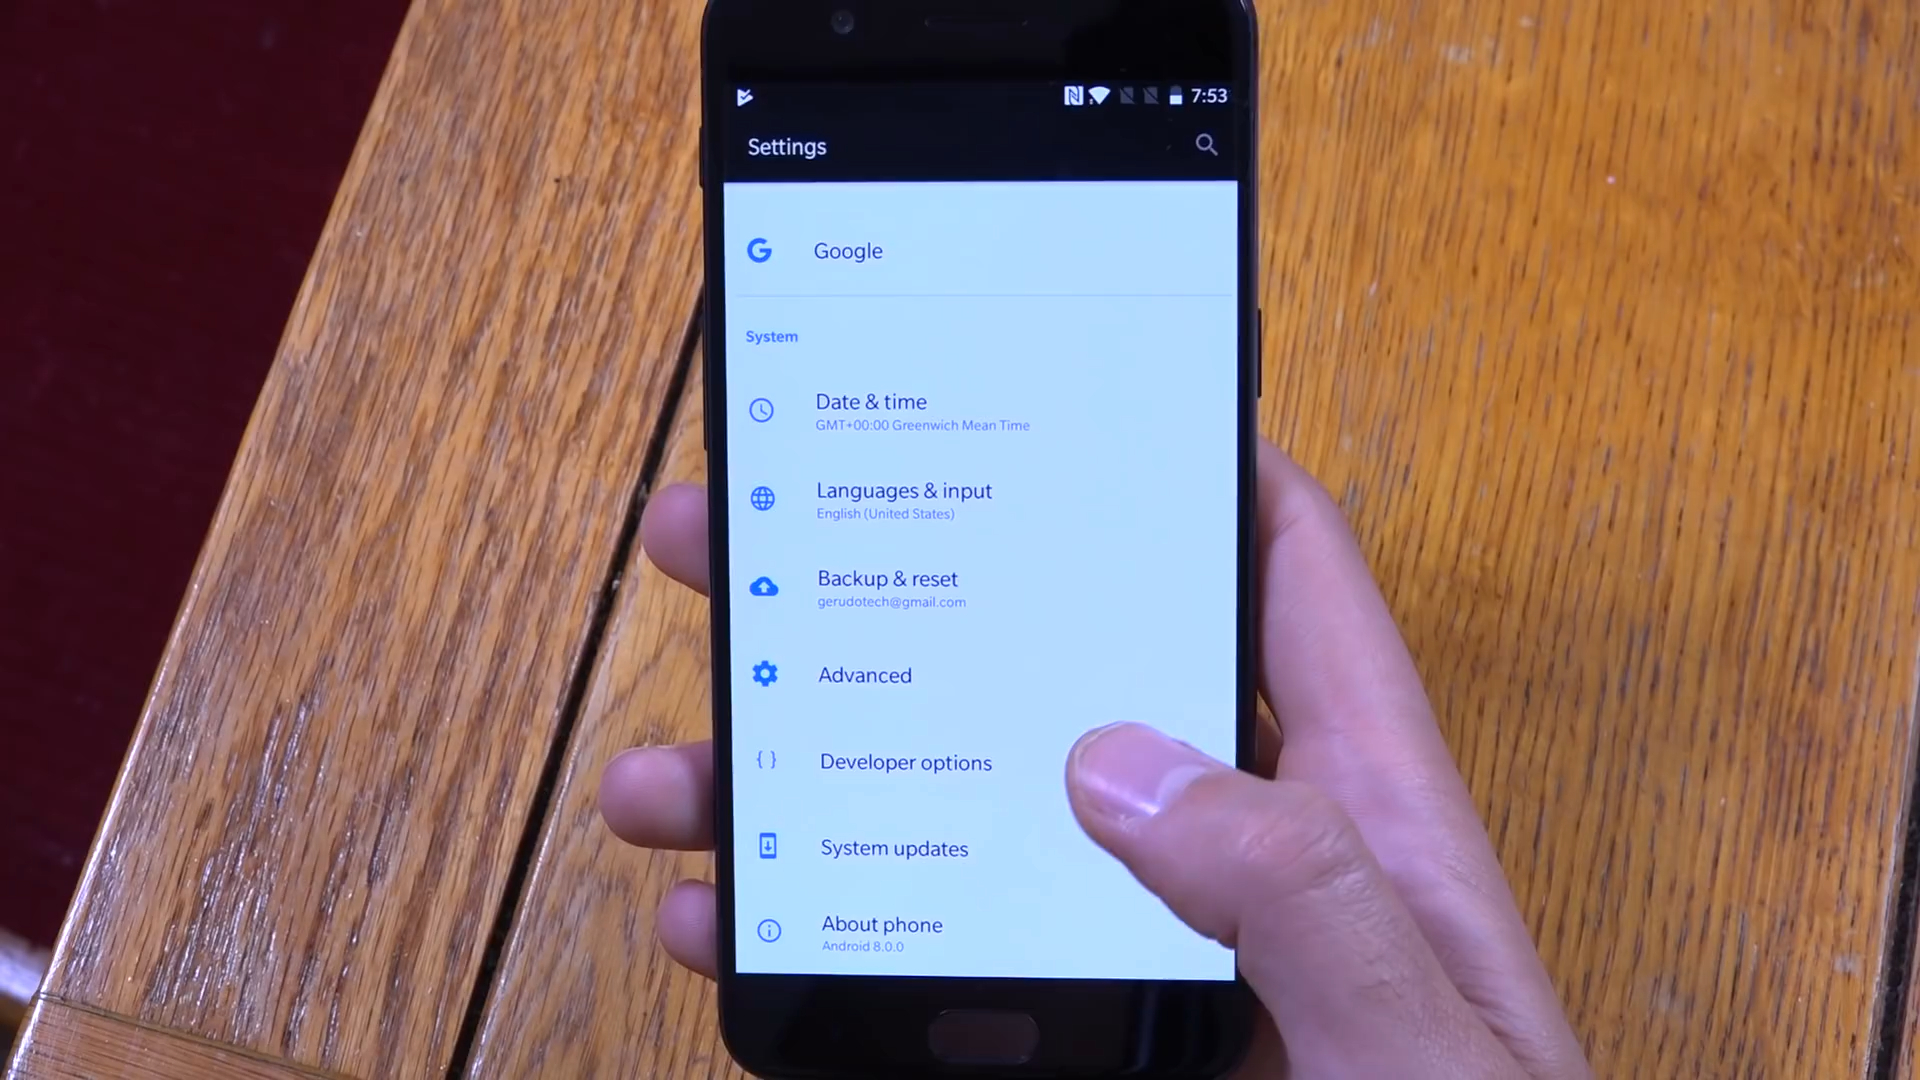 7:53
Settings
Google
System
Date & time
GMT+00:00 Greenwich Mean Time
Languages & input
English (United States)
Backup & reset
gerudotech@gmail.com
Advanced
Developer options
System updates
About phone
Android 8.0.0